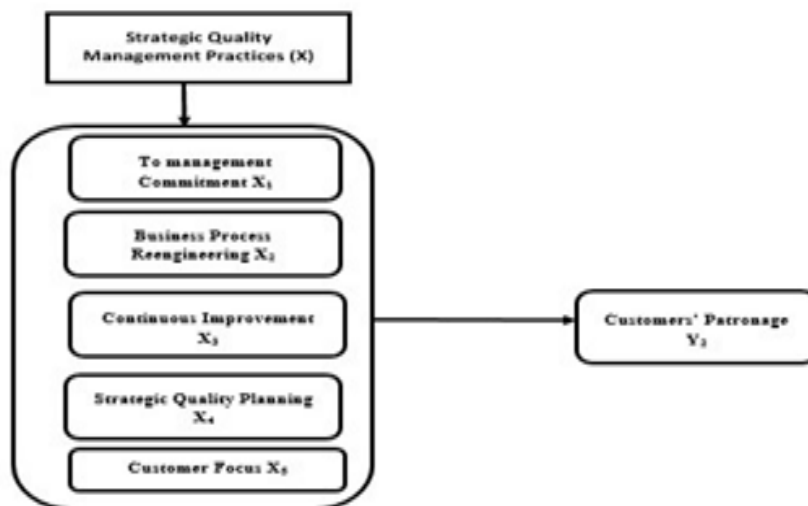 Strategic Quality
Management Practices (X)
To management
Commitment X₁
Business Process
Reengineering X₂
Continuous Improvement
X₃
Strategic Quality Planning
X₄
Customer Focus X₅
Customers' Patronage
Y₂